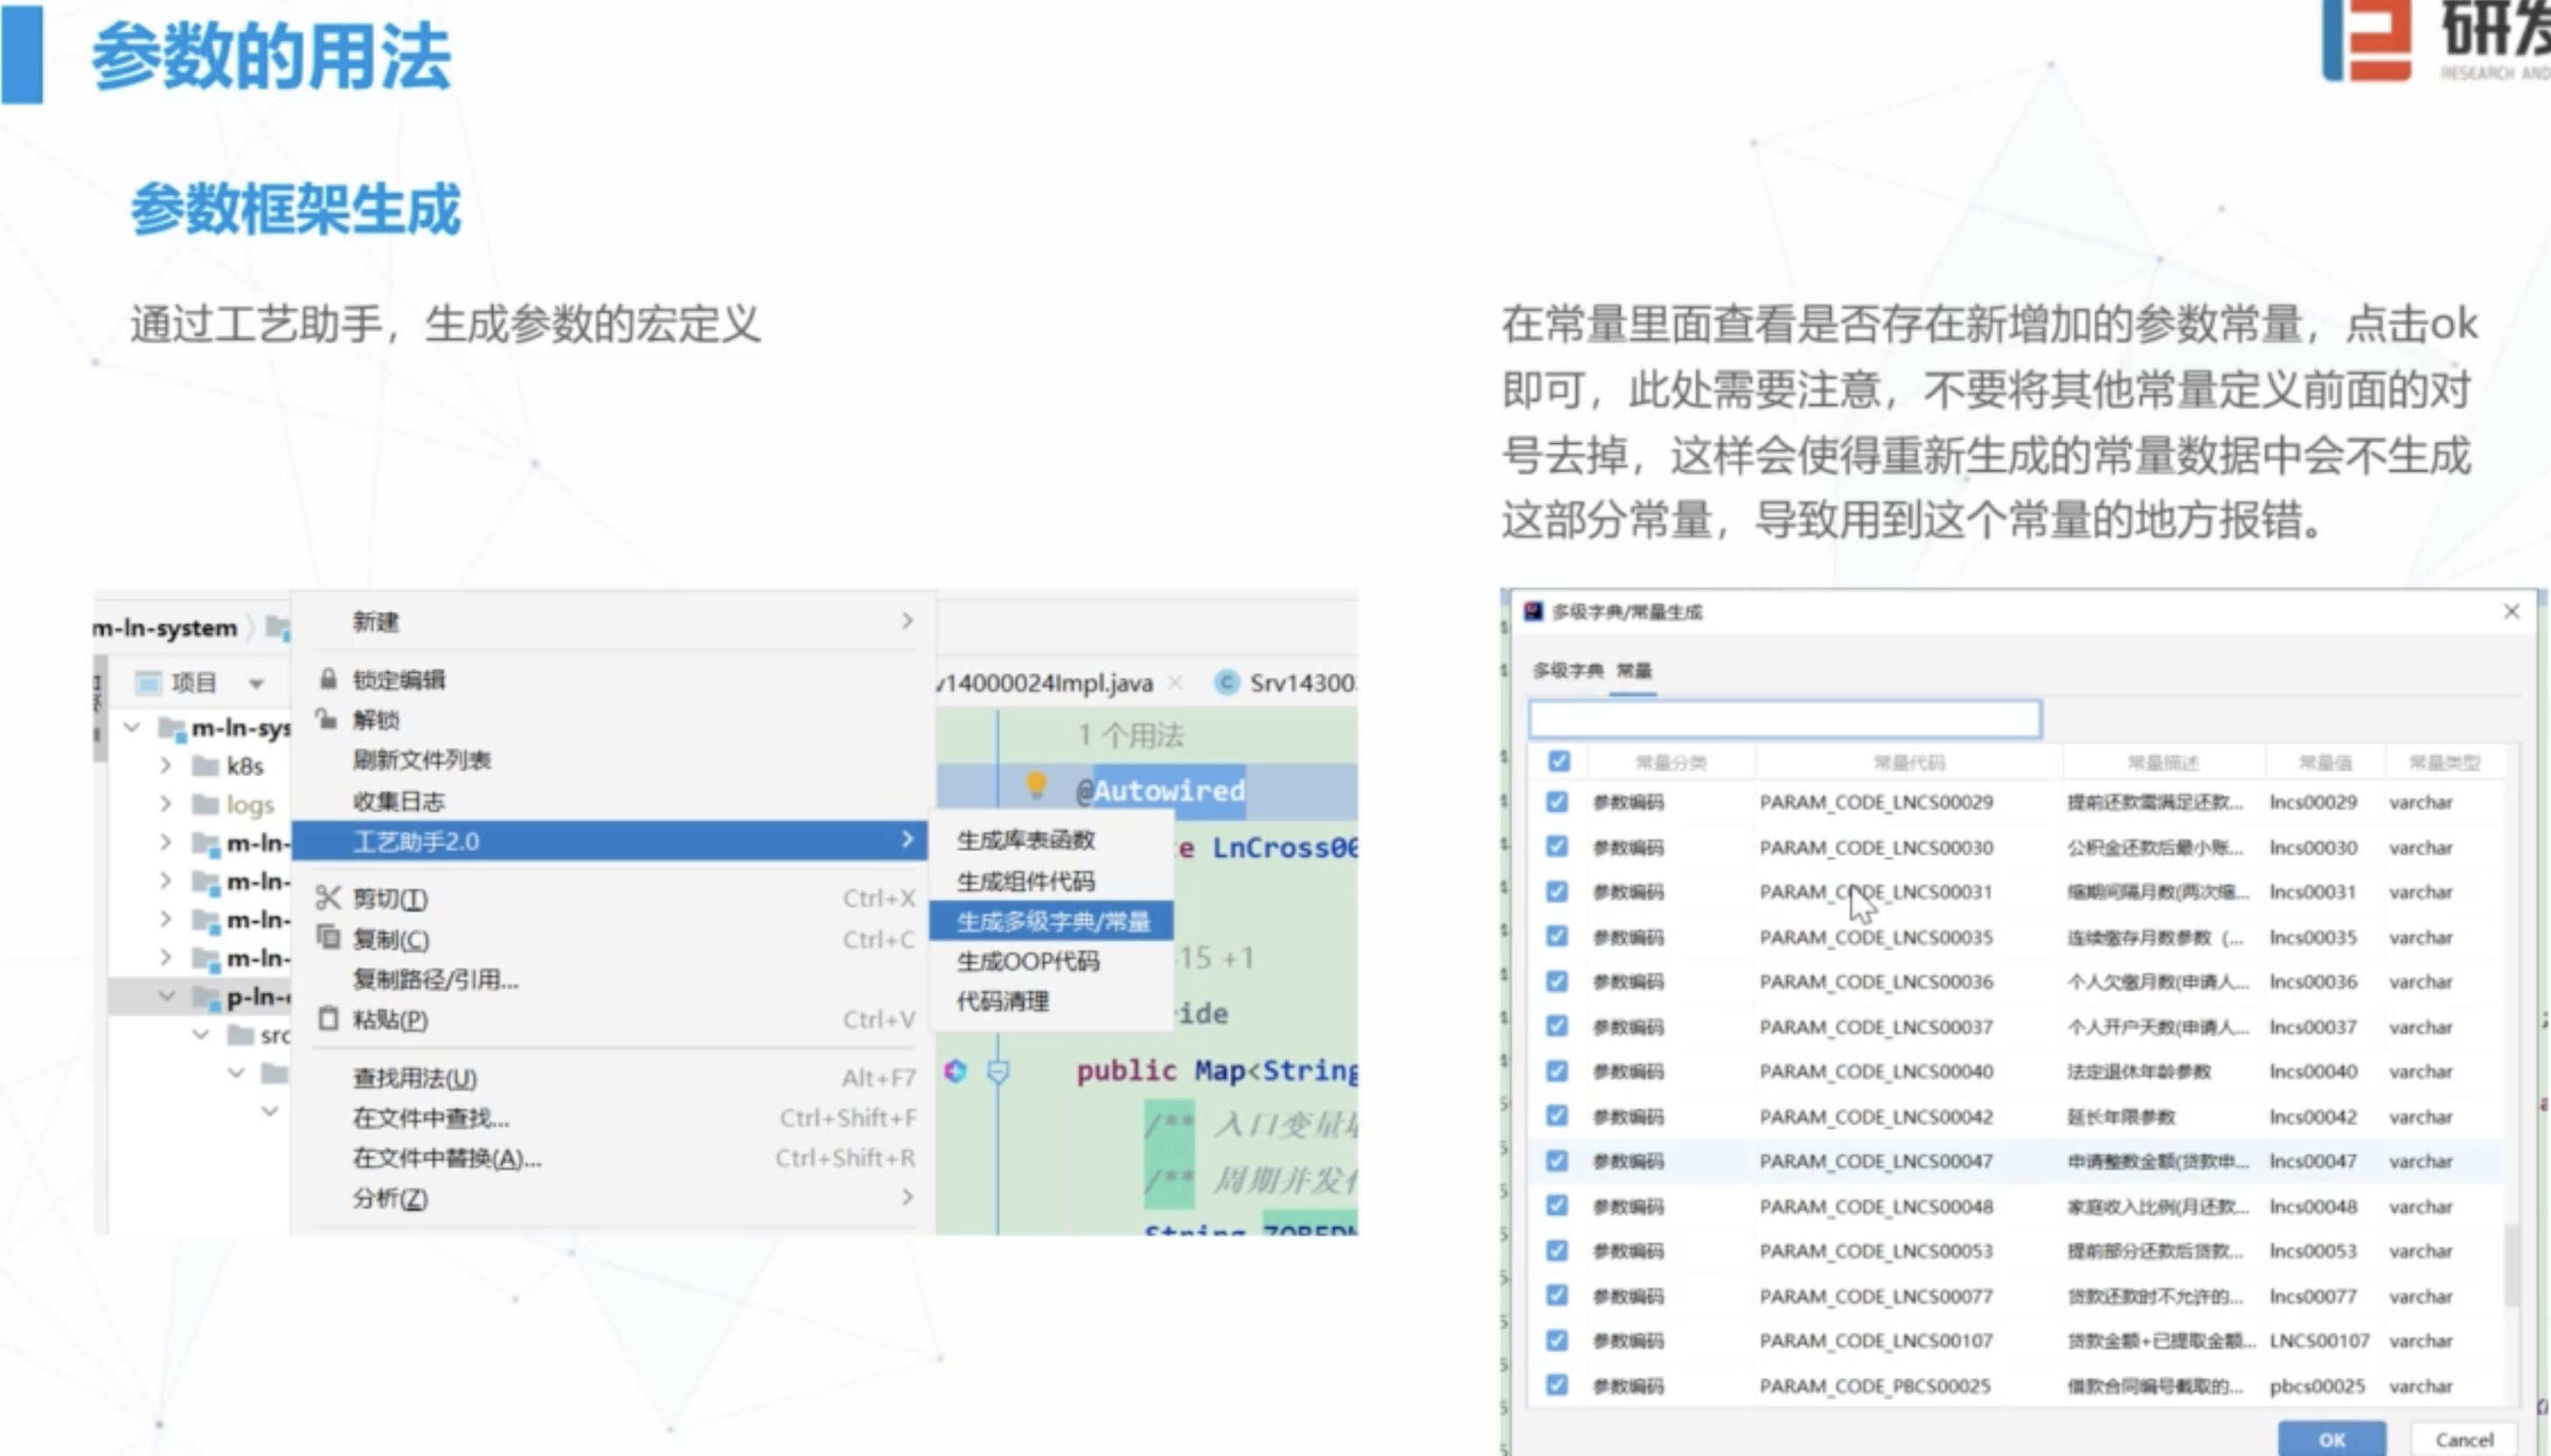 参数的用法
研发
RESEARCH AND
参数框架生成
通过工艺助手，生成参数的宏定义
在常量里面查看是否存在新增加的参数常量，点击ok
即可，此处需要注意，不要将其他常量定义前面的对
号去掉，这样会使得重新生成的常量数据中会不生成
这部分常量，导致用到这个常量的地方报错。
m-ln-system
项目
m-ln-sys
k8s
logs
m-ln-
m-ln-
m-ln-
m-ln-
p-ln-
src
新建
锁定编辑
解锁
刷新文件列表
收集日志
工艺助手2.0
剪切(T) Ctrl+X
复制(C) Ctrl+C
复制路径/引用...
粘贴(P) Ctrl+V
查找用法(U) Alt+F7
在文件中查找... Ctrl+Shift+F
在文件中替换(A)... Ctrl+Shift+R
分析(Z)
生成库表函数
生成组件代码
生成多级字典/常量
生成OOP代码
代码清理
v14000024Impl.java Srv14300
1 个用法
@Autowired
e LnCross00
-15 +1
ride
public Map<String
/** 入口变量
/** 周期并发
String ZOBEDN
多级字典/常量生成
多级字典 常量
常量分类 常量代码 常量描述 常量值 常量类型
参数编码 PARAM_CODE_LNCS00029 提前还款需满足还款... lncs00029 varchar
参数编码 PARAM_CODE_LNCS00030 公积金还款后最小账... lncs00030 varchar
参数编码 PARAM_CODE_LNCS00031 缩期间隔月数(两次缩... lncs00031 varchar
参数编码 PARAM_CODE_LNCS00035 连续缴存月数参数（... lncs00035 varchar
参数编码 PARAM_CODE_LNCS00036 个人欠缴月数(申请人... lncs00036 varchar
参数编码 PARAM_CODE_LNCS00037 个人开户天数(申请人... lncs00037 varchar
参数编码 PARAM_CODE_LNCS00040 法定退休年龄参数 lncs00040 varchar
参数编码 PARAM_CODE_LNCS00042 延长年限参数 lncs00042 varchar
参数编码 PARAM_CODE_LNCS00047 申请整数金额(贷款申... lncs00047 varchar
参数编码 PARAM_CODE_LNCS00048 家庭收入比例(月还款... lncs00048 varchar
参数编码 PARAM_CODE_LNCS00053 提前部分还款后贷款... lncs00053 varchar
参数编码 PARAM_CODE_LNCS00077 贷款还款时不允许的... lncs00077 varchar
参数编码 PARAM_CODE_LNCS00107 贷款金额+已提取金额... LNCS00107 varchar
参数编码 PARAM_CODE_PBCS00025 借款合同编号截取的... pbcs00025 varchar
OK Cancel